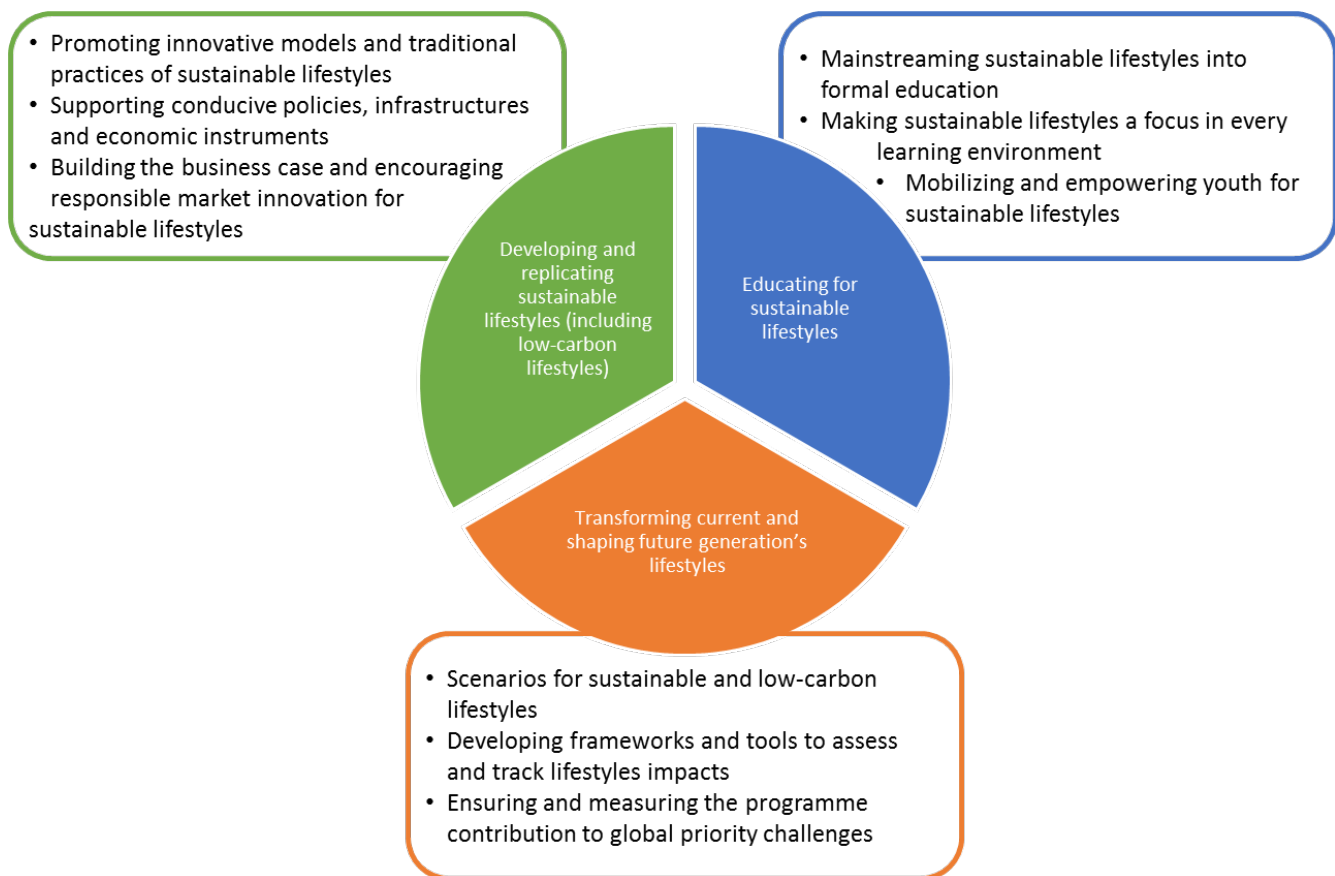 • Promoting innovative models and traditional
practices of sustainable lifestyles
• Supporting conducive policies, infrastructures
and economic instruments
• Building the business case and encouraging
responsible market innovation for
sustainable lifestyles
• Mainstreaming sustainable lifestyles into
formal education
• Making sustainable lifestyles a focus in every
learning environment
• Mobilizing and empowering youth for
sustainable lifestyles
Developing and
replicating
sustainable
lifestyles (including
low-carbon
lifestyles)
Educating for
sustainable
lifestyles
Transforming current and
shaping future generation's
lifestyles
• Scenarios for sustainable and low-carbon
lifestyles
• Developing frameworks and tools to assess
and track lifestyles impacts
• Ensuring and measuring the programme
contribution to global priority challenges